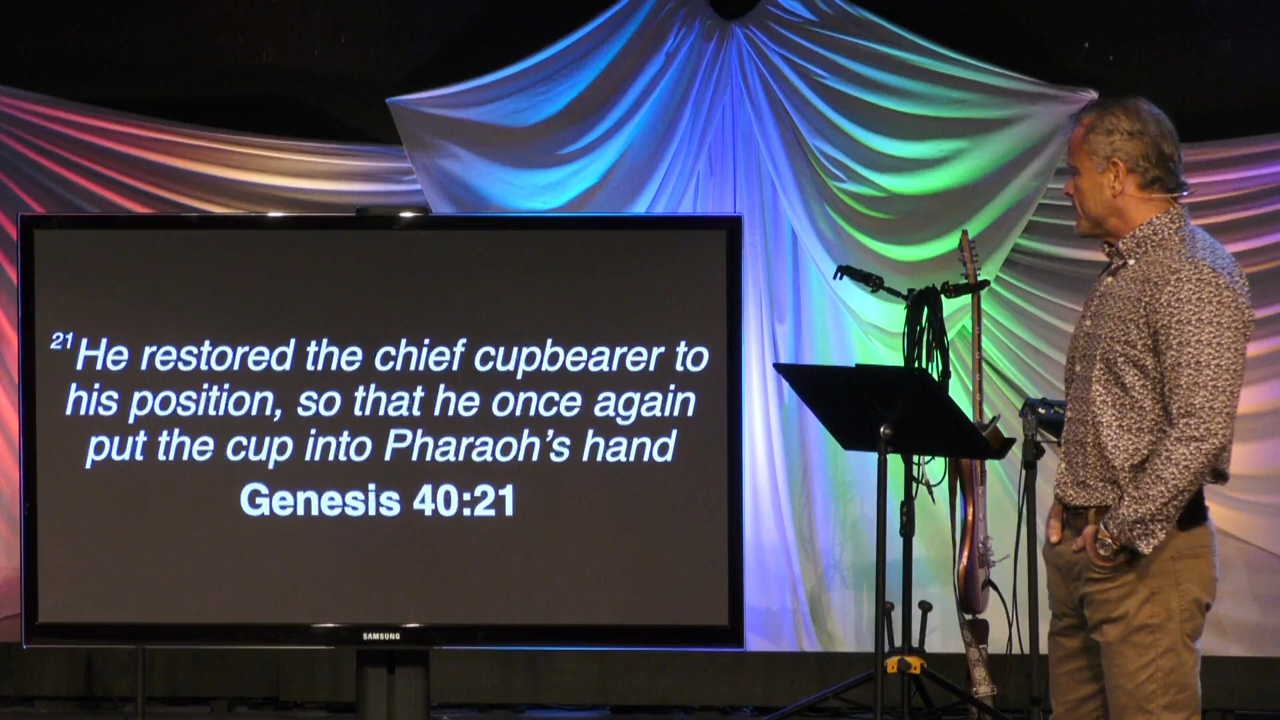 21 He restored the chief cupbearer to
his position, so that he once again
put the cup into Pharaoh's hand
Genesis 40:21
SAMSUNG